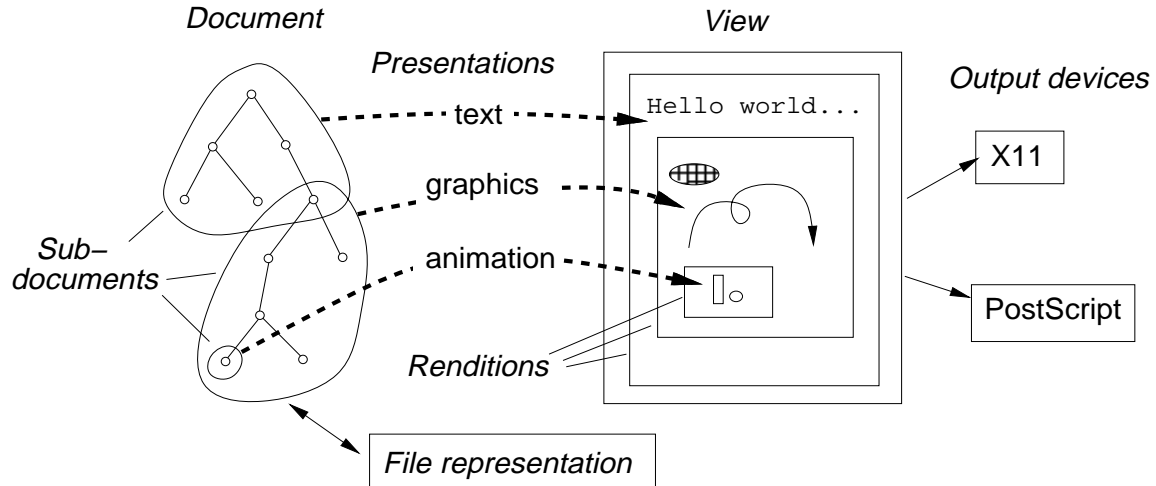 Document
View
Presentations
Output devices
text
Hello world...
X11
graphics
Sub–
documents
animation
PostScript
Renditions
File representation